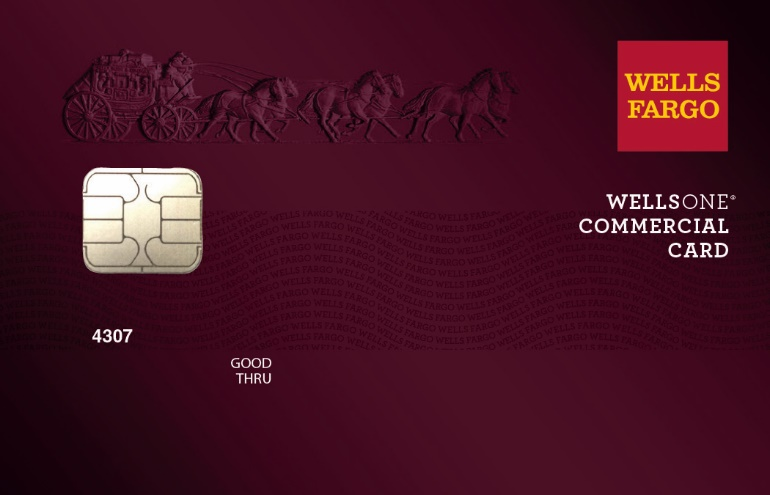 WELLS
FARGO
WELLSONE®
COMMERCIAL
CARD
4307
GOOD
THRU